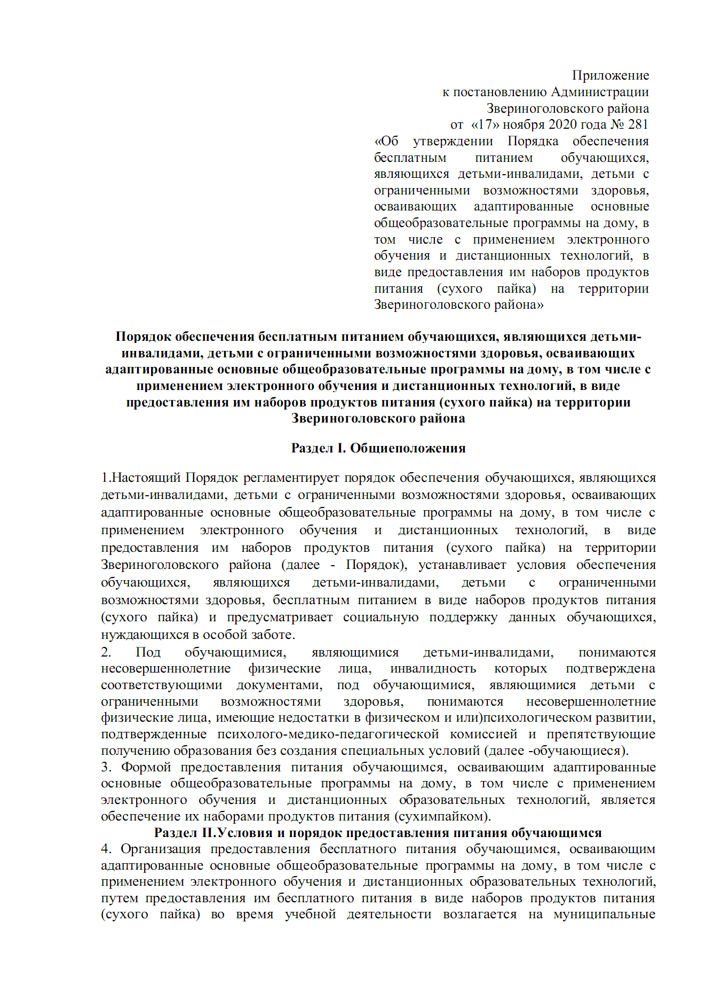 Приложение
к постановлению Администрации
Звериноголовского района
от «17» ноября 2020 года № 281
«Об утверждении Порядка обеспечения
бесплатным питанием обучающихся,
являющихся детьми-инвалидами, детьми с
ограниченными возможностями здоровья,
осваивающих адаптированные основные
общеобразовательные программы на дому, в
том числе с применением электронного
обучения и дистанционных технологий, в
виде предоставления им наборов продуктов
питания (сухого пайка) на территории
Звериноголовского района»
Порядок обеспечения бесплатным питанием обучающихся, являющихся детьми-
инвалидами, детьми с ограниченными возможностями здоровья, осваивающих
адаптированные основные общеобразовательные программы на дому, в том числе с
применением электронного обучения и дистанционных технологий, в виде
предоставления им наборов продуктов питания (сухого пайка) на территории
Звериноголовского района
Раздел I. Общиеположения
1.Настоящий Порядок регламентирует порядок обеспечения обучающихся, являющихся
детьми-инвалидами, детьми с ограниченными возможностями здоровья, осваивающих
адаптированные основные общеобразовательные программы на дому, в том числе с
применением электронного обучения и дистанционных технологий, в виде
предоставления им наборов продуктов питания (сухого пайка) на территории
Звериноголовского района (далее - Порядок), устанавливает условия обеспечения
обучающихся, являющихся детьми-инвалидами, детьми с ограниченными
возможностями здоровья, бесплатным питанием в виде наборов продуктов питания
(сухого пайка) и предусматривает социальную поддержку данных обучающихся,
нуждающихся в особой заботе.
2. Под обучающимися, являющимися детьми-инвалидами, понимаются
несовершеннолетние физические лица, инвалидность которых подтверждена
соответствующими документами, под обучающимися, являющимися детьми с
ограниченными возможностями здоровья, понимаются несовершеннолетние
физические лица, имеющие недостатки в физическом и или)психологическом развитии,
подтвержденные психолого-медико-педагогической комиссией и препятствующие
получению образования без создания специальных условий (далее -обучающиеся).
3. Формой предоставления питания обучающимся, осваивающим адаптированные
основные общеобразовательные программы на дому, в том числе с применением
электронного обучения и дистанционных образовательных технологий, является
обеспечение их наборами продуктов питания (сухимпайком).
Раздел II.Условия и порядок предоставления питания обучающимся
4. Организация предоставления бесплатного питания обучающимся, осваивающим
адаптированные основные общеобразовательные программы на дому, в том числе с
применением электронного обучения и дистанционных образовательных технологий,
путем предоставления им бесплатного питания в виде наборов продуктов питания
(сухого пайка) во время учебной деятельности возлагается на муниципальные